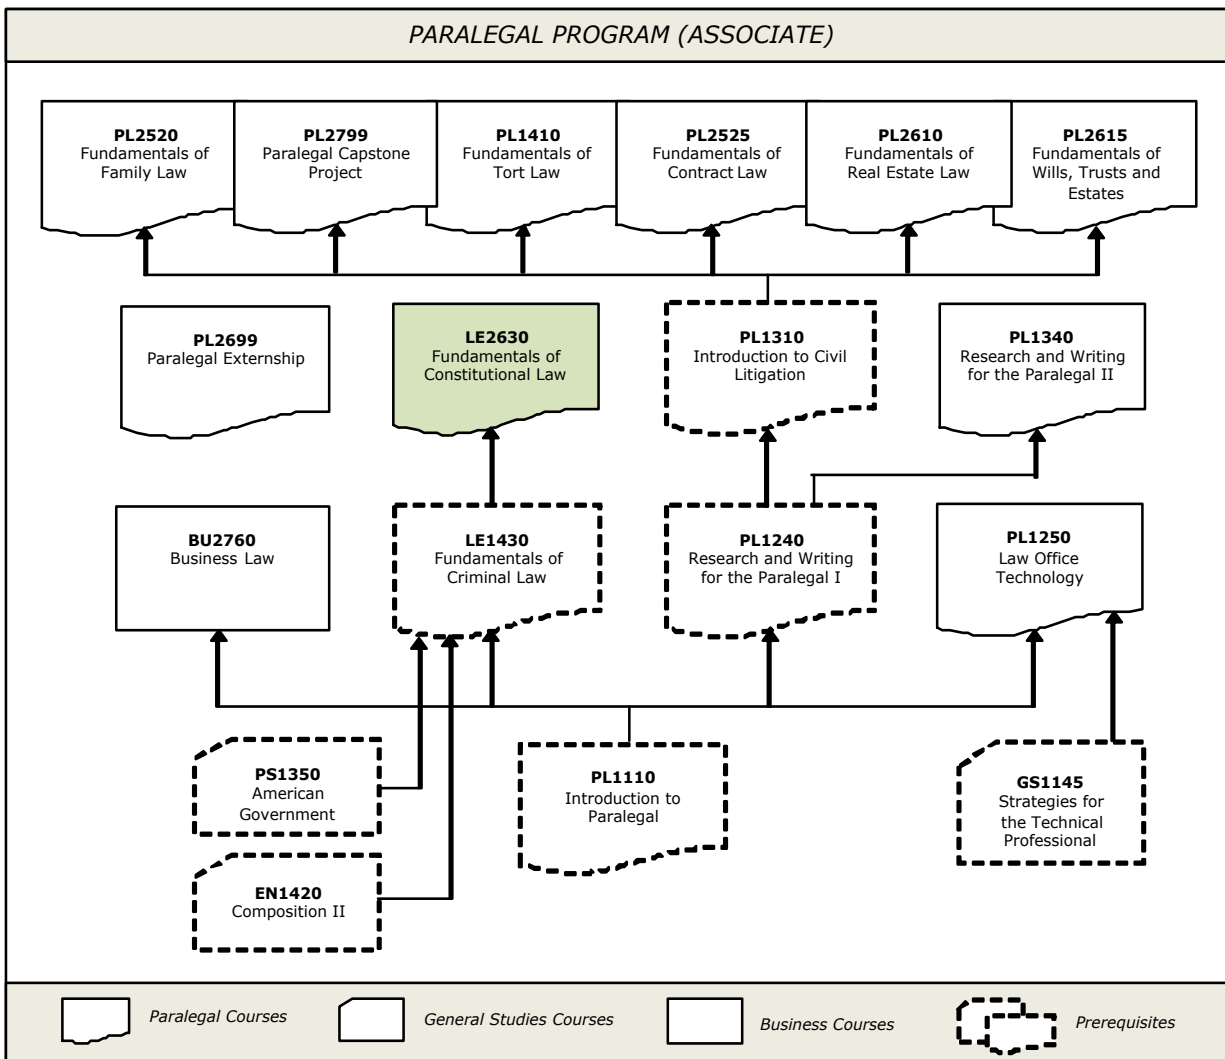 PARALEGAL PROGRAM (ASSOCIATE)
PL2520
Fundamentals of
Family Law
PL2799
Paralegal Capstone
Project
PL1410
Fundamentals of
Tort Law
PL2525
Fundamentals of
Contract Law
PL2610
Fundamentals of
Real Estate Law
PL2615
Fundamentals of
Wills, Trusts and
Estates
PL2699
Paralegal Externship
LE2630
Fundamentals of
Constitutional Law
PL1310
Introduction to Civil
Litigation
PL1340
Research and Writing
for the Paralegal II
BU2760
Business Law
LE1430
Fundamentals of
Criminal Law
PL1240
Research and Writing
for the Paralegal I
PL1250
Law Office
Technology
PS1350
American
Government
PL1110
Introduction to
Paralegal
GS1145
Strategies for
the Technical
Professional
EN1420
Composition II
Paralegal Courses
General Studies Courses
Business Courses
Prerequisites